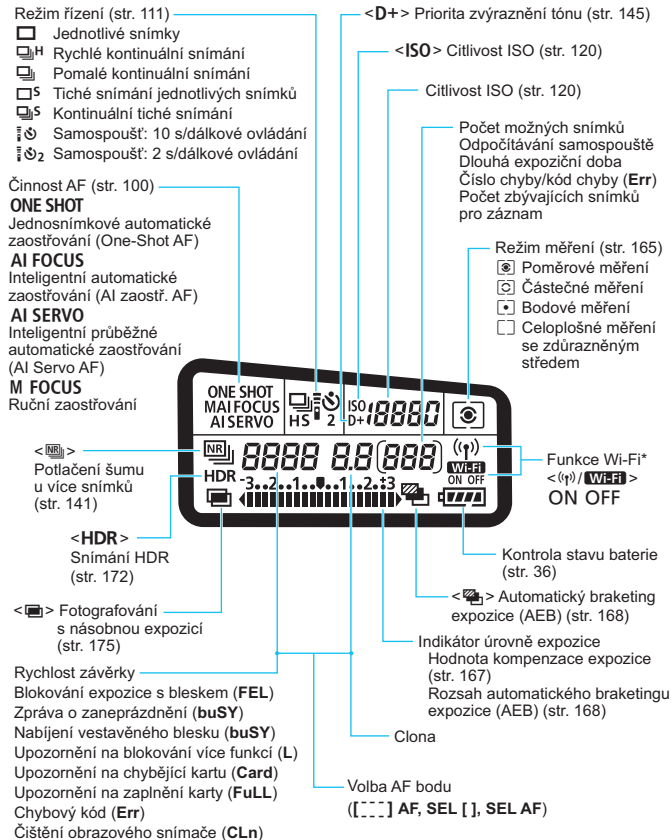 Režim řízení (str. 111)
Jednotlivé snímky
H Rychlé kontinuální snímání
Pomalé kontinuální snímání
S Tiché snímání jednotlivých snímků
S Kontinuální tiché snímání
Samospoušť: 10 s/dálkové ovládání
2 Samospoušť: 2 s/dálkové ovládání
<D+> Priorita zvýraznění tónu (str. 145)
<ISO> Citlivost ISO (str. 120)
Citlivost ISO (str. 120)
Počet možných snímků
Odpočítávání samospouště
Dlouhá expoziční doba
Číslo chyby/kód chyby (Err)
Počet zbývajících snímků
pro záznam
Činnost AF (str. 100)
ONE SHOT
Jednosnímkové automatické
zaostřování (One-Shot AF)
AI FOCUS
Inteligentní automatické
zaostřování (AI zaostř. AF)
AI SERVO
Inteligentní průběžné
automatické zaostřování
(AI Servo AF)
M FOCUS
Ruční zaostřování
Režim měření (str. 165)
Poměrové měření
Částečné měření
Bodové měření
Celoplošné měření
se zdůrazněným
středem
ONE SHOT
MAI FOCUS
AI SERVO
HS 2
ISO
D+
18880
NR
8888 8.8 (888)
Wi-Fi
ON OFF
HDR
-3..2..1..0..1..2.+3
<NR>
Potlačení šumu
u více snímků
(str. 141)
<HDR>
Snímání HDR
(str. 172)
Funkce Wi-Fi*
< / Wi-Fi >
ON OFF
Kontrola stavu baterie
(str. 36)
< > Automatický braketing
expozice (AEB) (str. 168)
< > Fotografování
s násobnou expozicí
(str. 175)
Indikátor úrovně expozice
Hodnota kompenzace expozice
(str. 167)
Rozsah automatického braketingu
expozice (AEB) (str. 168)
Rychlost závěrky
Blokování expozice s bleskem (FEL)
Zpráva o zaneprázdnění (buSY)
Nabíjení vestavěného blesku (buSY)
Upozornění na blokování více funkcí (L)
Upozornění na chybějící kartu (Card)
Upozornění na zaplnění karty (FuLL)
Chybový kód (Err)
Čištění obrazového snímače (CLn)
Clona
Volba AF bodu
([---] AF, SEL [ ], SEL AF)